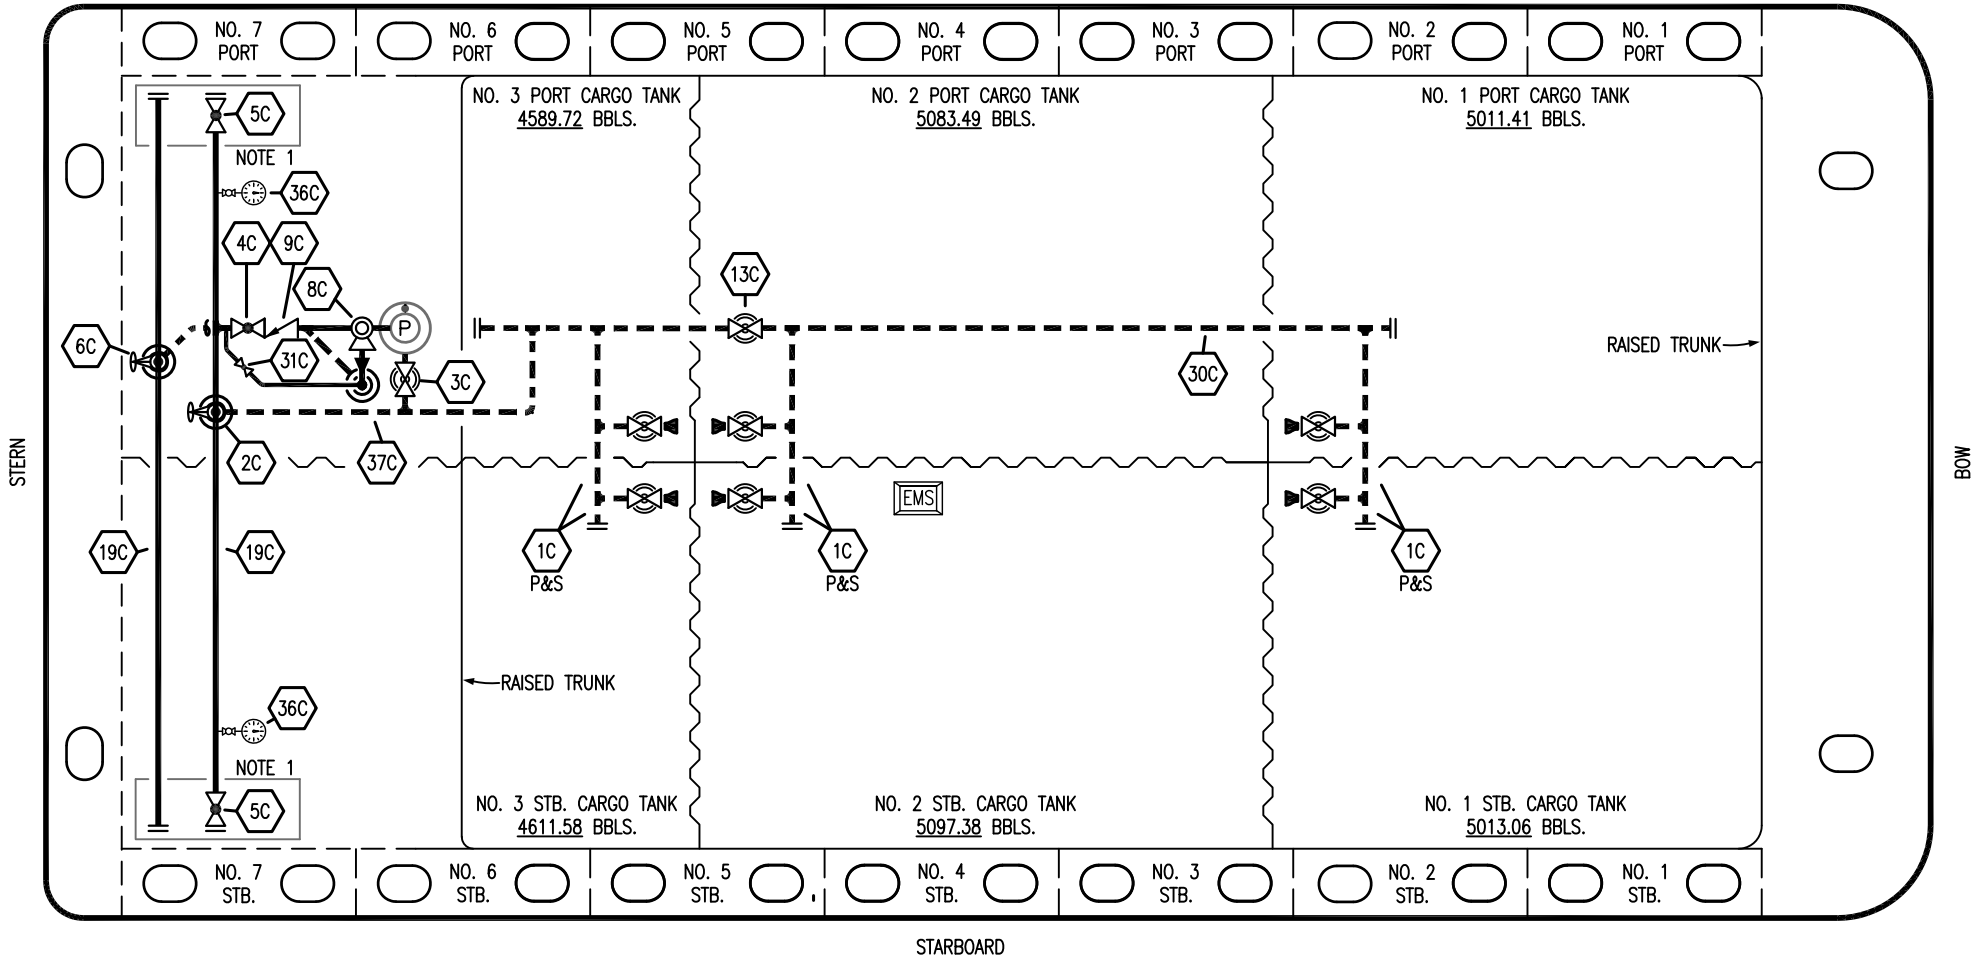 NO. 7
PORT
NO. 6
PORT
NO. 5
PORT
NO. 4
PORT
NO. 3
PORT
NO. 2
PORT
NO. 1
PORT
NO. 3 PORT CARGO TANK
4589.72 BBLS.
NO. 2 PORT CARGO TANK
5083.49 BBLS.
NO. 1 PORT CARGO TANK
5011.41 BBLS.
5C
NOTE 1
36C
4C
9C
8C
13C
P
6C
31C
3C
30C
RAISED TRUNK
2C
37C
STERN
BOW
EMS
19C
19C
1C
P&S
1C
P&S
1C
P&S
RAISED TRUNK
36C
NOTE 1
5C
NO. 3 STB. CARGO TANK
4611.58 BBLS.
NO. 2 STB. CARGO TANK
5097.38 BBLS.
NO. 1 STB. CARGO TANK
5013.06 BBLS.
NO. 7
STB.
NO. 6
STB.
NO. 5
STB.
NO. 4
STB.
NO. 3
STB.
NO. 2
STB.
NO. 1
STB.
STARBOARD